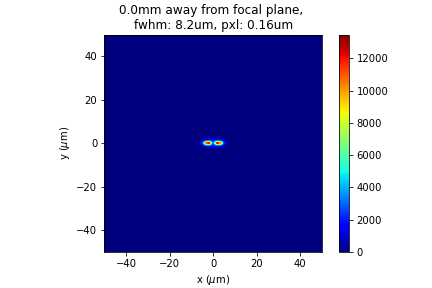 0.0mm away from focal plane,
fwhm: 8.2um, pxl: 0.16um
40
20
0
−20
−40
y (μm)
−40 −20 0 20 40
x (μm)
12000
10000
8000
6000
4000
2000
0